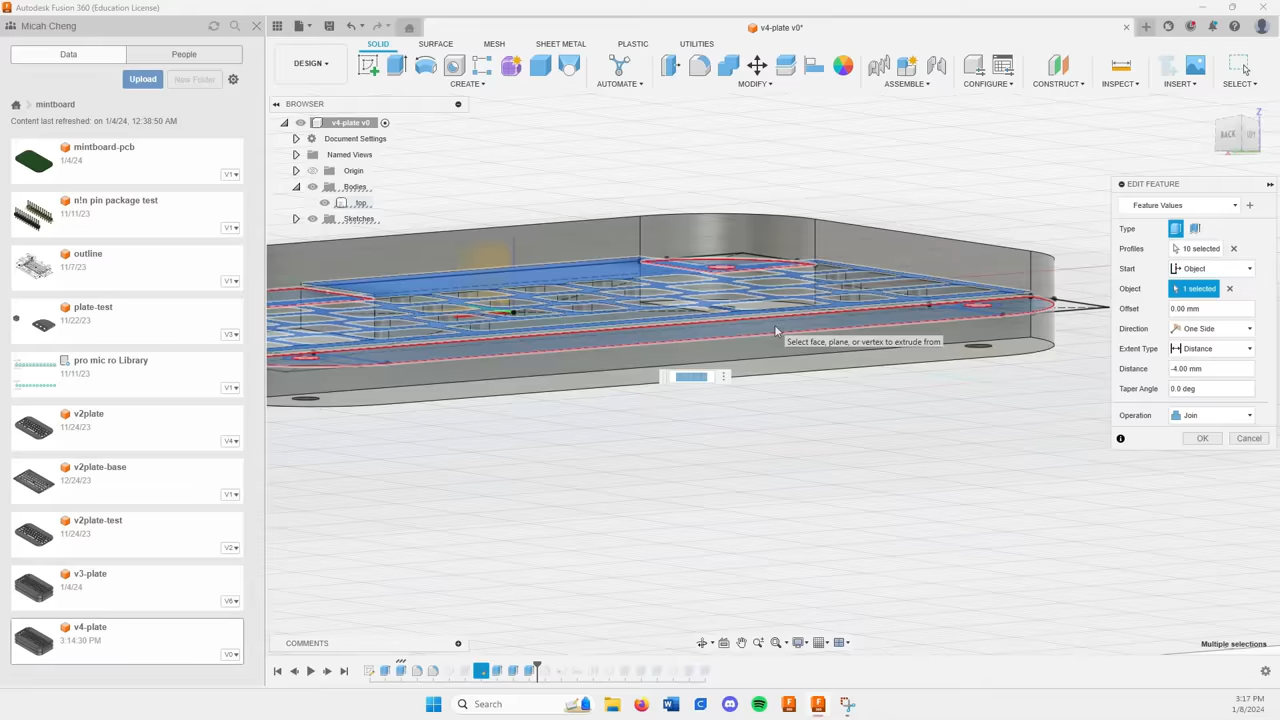 Autodesk Fusion 360 (Education License)
Micah Cheng
v4-plate v0*
Data
People
Upload
New Folder
mintboard
Content last refreshed: on 1/4/24, 12:38:50 AM
mintboard-pcb
1/4/24
V1
n!n pin package test
11/11/23
V1
outline
11/7/23
V1
plate-test
11/22/23
V3
pro mic ro Library
11/11/23
V1
v2plate
11/24/23
V4
v2plate-base
12/24/23
V1
v2plate-test
11/24/23
V2
v3-plate
1/4/24
V6
v4-plate
3:14:30 PM
V0
DESIGN
SOLID
SURFACE
MESH
SHEET METAL
PLASTIC
UTILITIES
CREATE
AUTOMATE
MODIFY
ASSEMBLE
CONFIGURE
CONSTRUCT
INSPECT
INSERT
SELECT
BROWSER
v4-plate v0
Document Settings
Named Views
Origin
Bodies
top
Sketches
BACK
Z
Select face, plane, or vertex to extrude from
EDIT FEATURE
Feature Values
Type
Profiles
10 selected
Start
Object
Object
1 selected
Offset
0.00 mm
Direction
One Side
Extent Type
Distance
Distance
-4.00 mm
Taper Angle
0.0 deg
Operation
Join
OK
Cancel
COMMENTS
Multiple selections
Search
3:17 PM
1/8/2024